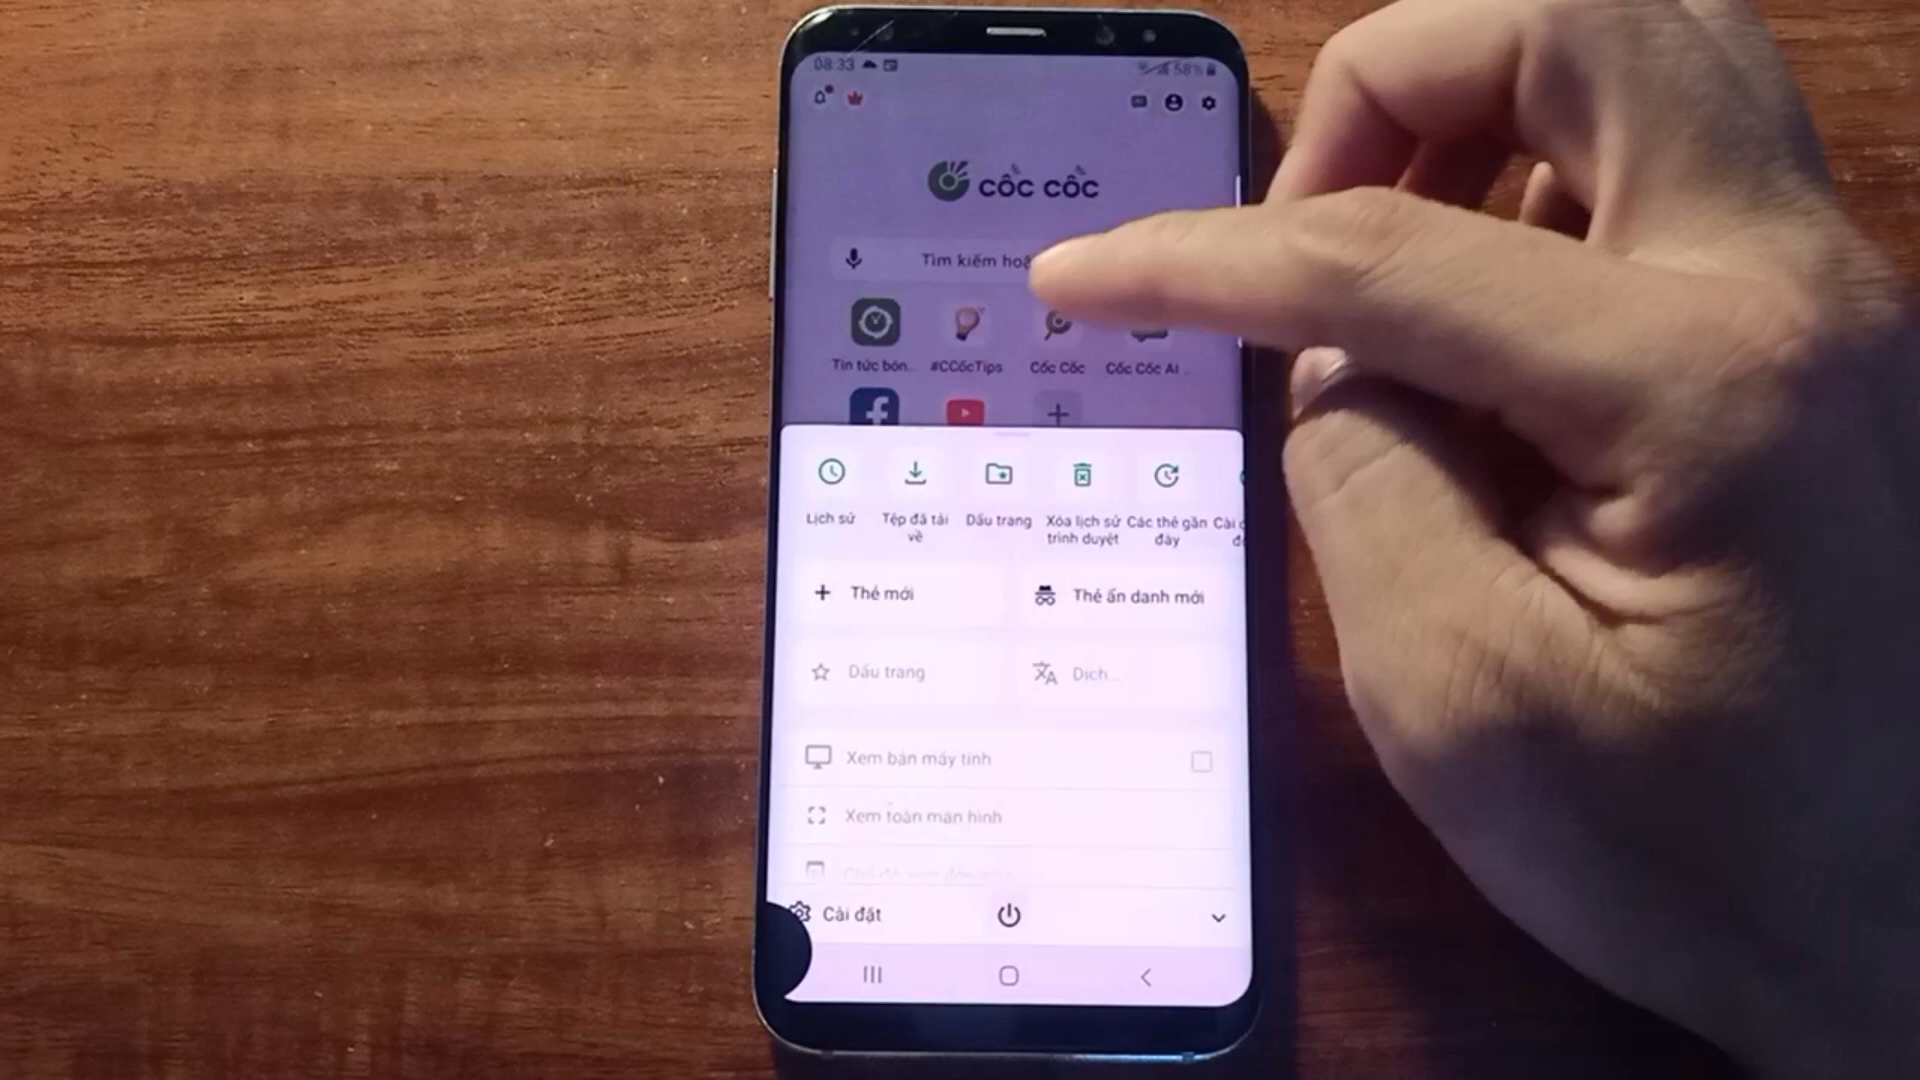 08:33
58%
cốc cốc
Tìm kiếm hoặ
Tin tức bón...
#CCốcTips
Cốc Cốc
Cốc Cốc AI ...
Lịch sử
Tệp đã tải
về
Dấu trang
Xóa lịch sử
trình duyệt
Các thẻ gần
đây
Cài
Thẻ mới
Thẻ ẩn danh mới
Dấu trang
Dịch...
Xem bản máy tính
Xem toàn màn hình
Cài đặt